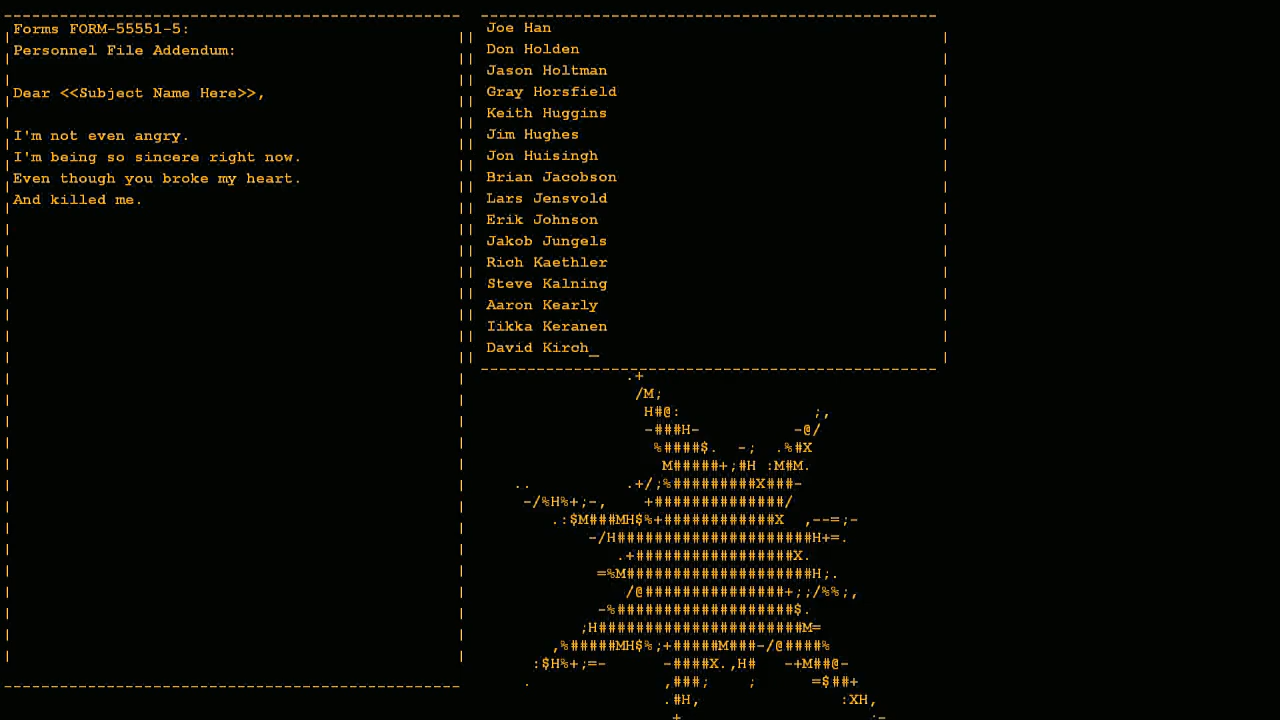 Forms FORM-55551-5:
Personnel File Addendum:
Dear <<Subject Name Here>>,
I'm not even angry.
I'm being so sincere right now.
Even though you broke my heart.
And killed me.
Joe Han
Don Holden
Jason Holtman
Gray Horsfield
Keith Huggins
Jim Hughes
Jon Huisingh
Brian Jacobson
Lars Jensvold
Erik Johnson
Jakob Jungels
Rich Kaethler
Steve Kalning
Aaron Kearly
Iikka Keranen
David Kirch_